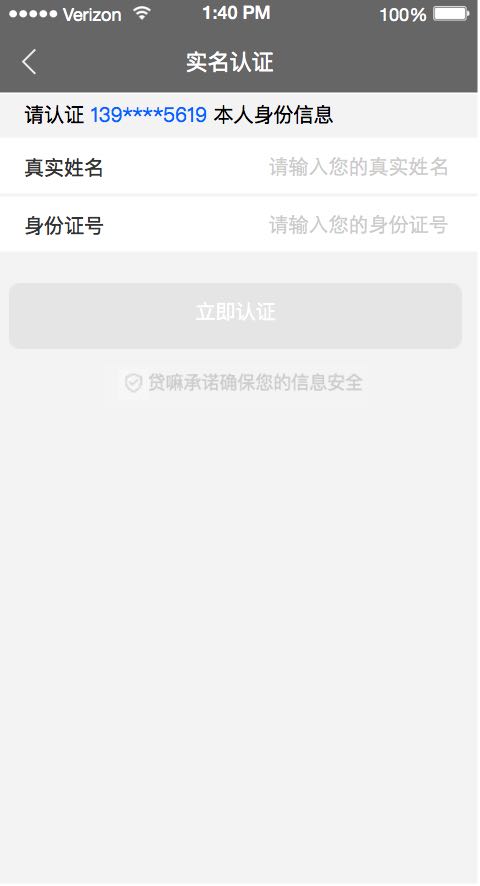 Verizon 1:40 PM 100%
实名认证
请认证 139****5619 本人身份信息
真实姓名 请输入您的真实姓名
身份证号 请输入您的身份证号
立即认证
贷嘛承诺确保您的信息安全